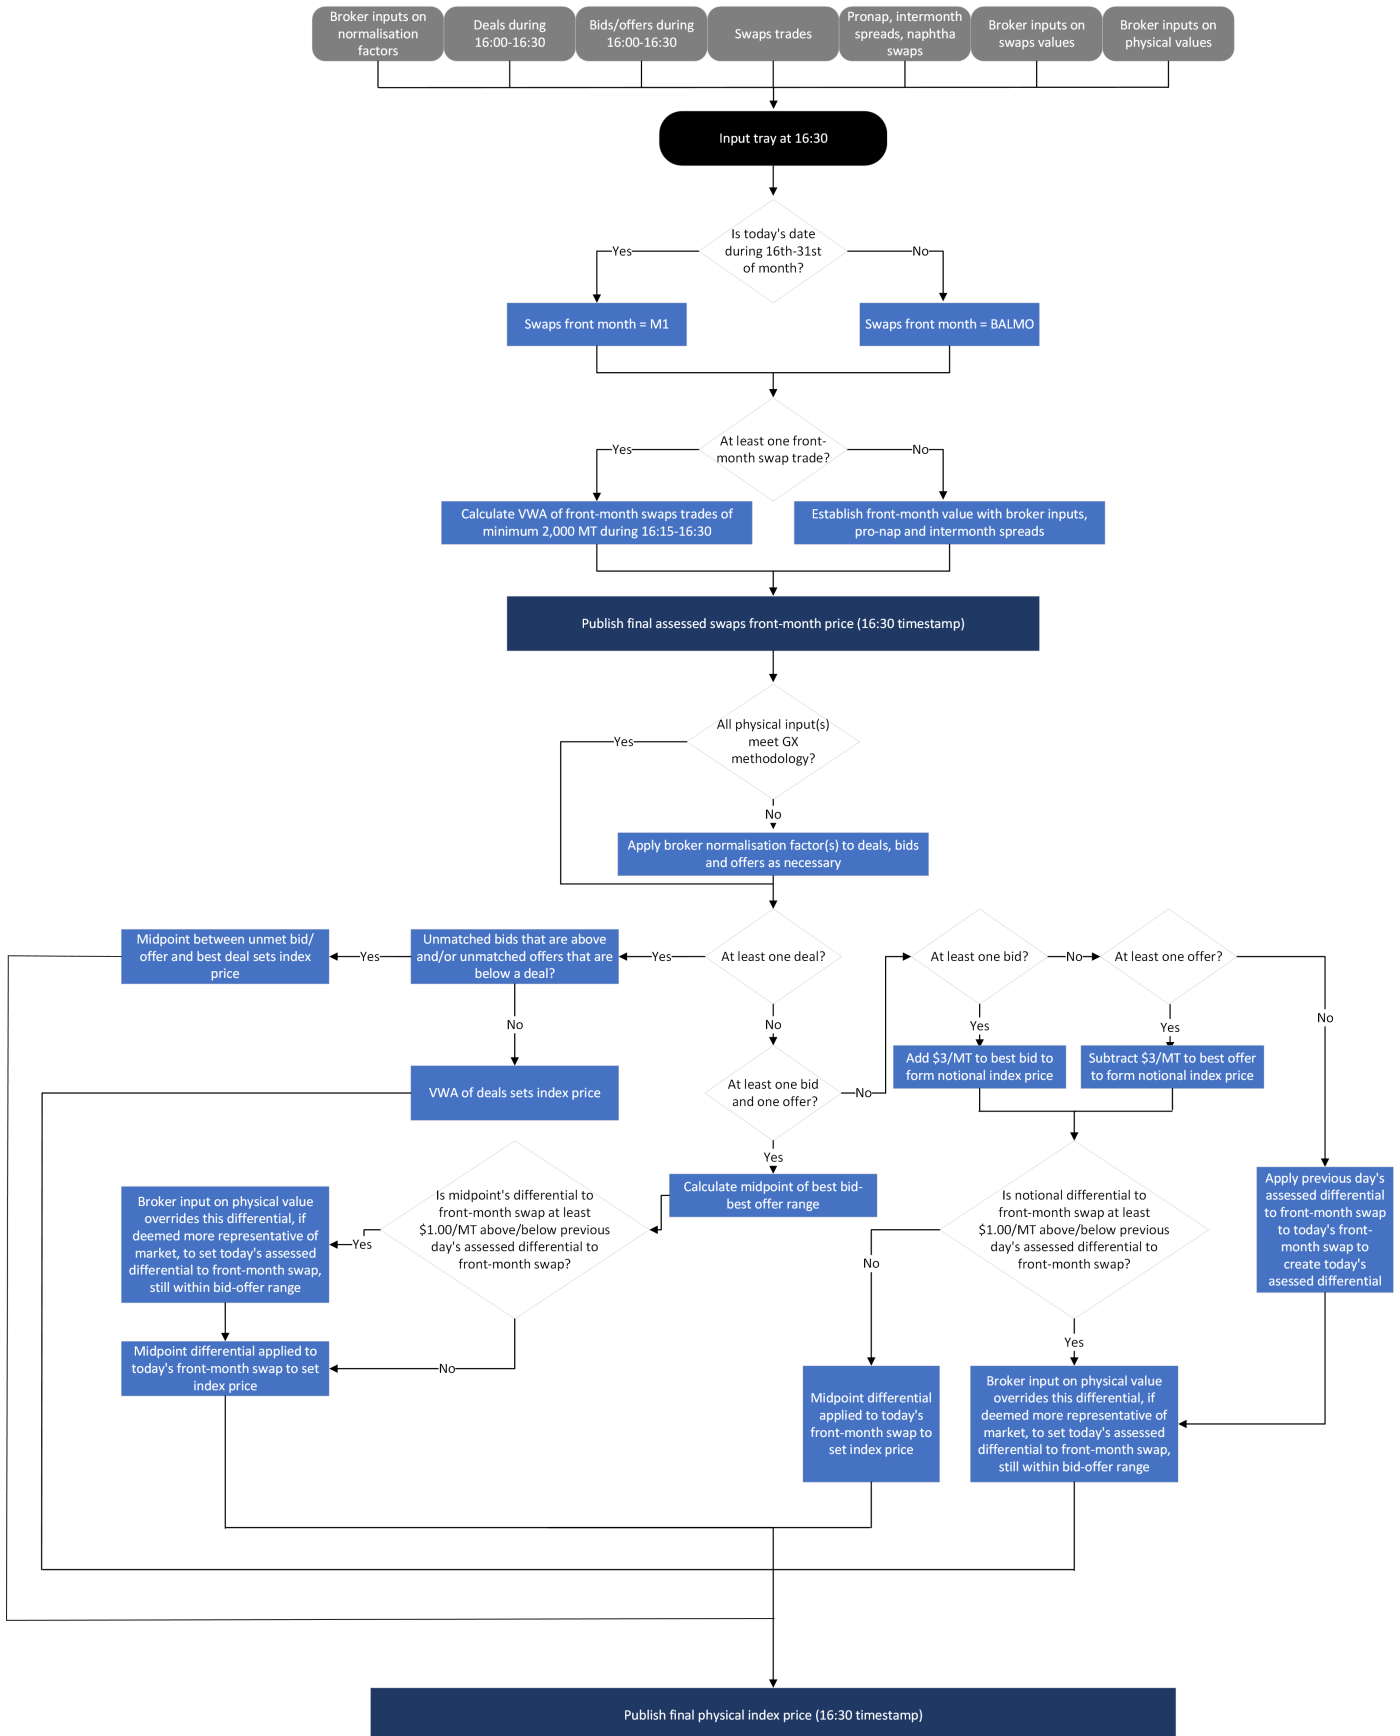 Broker inputs on
normalisation
factors
Deals during
16:00-16:30
Bids/offers during
16:00-16:30
Swaps trades
Pronap, intermonth
spreads, naphtha
swaps
Broker inputs on
swaps values
Broker inputs on
physical values
Input tray at 16:30
Is today's date
during 16th-31st
of month?
Yes
No
Swaps front month = M1
Swaps front month = BALMO
At least one front-
month swap trade?
Yes
No
Calculate VWA of front-month swaps trades of
minimum 2,000 MT during 16:15-16:30
Establish front-month value with broker inputs,
pro-nap and intermonth spreads
Publish final assessed swaps front-month price (16:30 timestamp)
All physical input(s)
meet GX
methodology?
Yes
No
Apply broker normalisation factor(s) to deals, bids
and offers as necessary
Midpoint between unmet bid/
offer and best deal sets index
price
Yes
Unmatched bids that are above
and/or unmatched offers that are
below a deal?
Yes
At least one deal?
At least one bid?
No
At least one offer?
No
No
No
Yes
Yes
VWA of deals sets index price
At least one bid
and one offer?
No
Add $3/MT to best bid to
form notional index price
Subtract $3/MT to best offer
to form notional index price
Yes
Calculate midpoint of best bid-
best offer range
Is midpoint's differential to
front-month swap at least
$1.00/MT above/below previous
day's assessed differential to
front-month swap?
Yes
Broker input on physical value
overrides this differential, if
deemed more representative of
market, to set today's assessed
differential to front-month swap,
still within bid-offer range
Is notional differential to
front-month swap at least
$1.00/MT above/below previous
day's assessed differential to
front-month swap?
Apply previous day's
assessed differential
to front-month swap
to today's front-
month swap to
create today's
asessed differential
No
Yes
No
Midpoint differential applied to
today's front-month swap to set
index price
Midpoint differential
applied to today's
front-month swap to
set index price
Broker input on physical value
overrides this differential, if
deemed more representative of
market, to set today's assessed
differential to front-month swap,
still within bid-offer range
Publish final physical index price (16:30 timestamp)